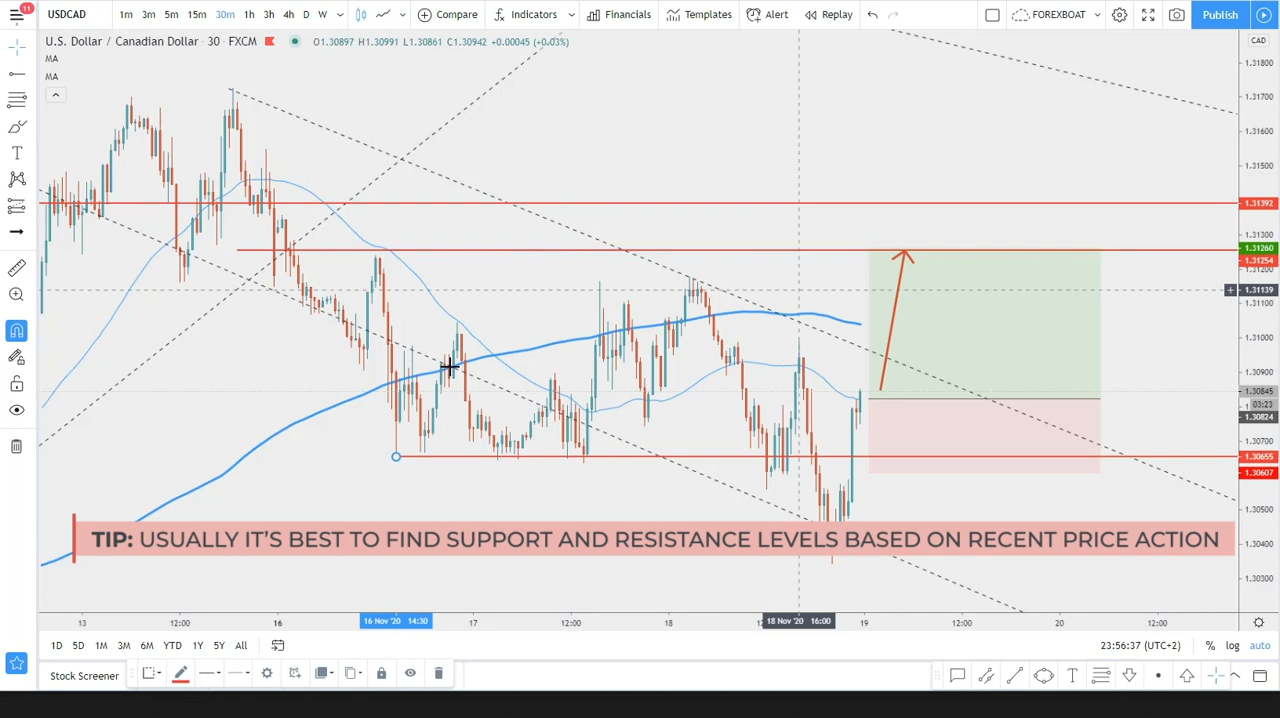 11
USDCAD
1m 3m 5m 15m 30m 1h 3h 4h D W
Compare
Indicators
Financials
Templates
Alert
Replay
FOREXBOAT
Publish
U.S. Dollar / Canadian Dollar · 30 · FXCM
O1.30897 H1.30991 L1.30861 C1.30942 +0.00045 (+0.03%)
MA
MA
CAD
1.31800
1.31700
1.31600
1.31500
1.31392
1.31300
1.31260
1.31254
1.31200
1.31139
1.31100
1.31000
1.30900
1.30845
03:23
1.30824
1.30700
1.30655
1.30607
1.30500
1.30400
1.30300
TIP: USUALLY IT'S BEST TO FIND SUPPORT AND RESISTANCE LEVELS BASED ON RECENT PRICE ACTION
13 12:00 16 16 Nov '20 14:30 17 12:00 18 18 Nov '20 16:00 19 12:00 20 12:00
1D 5D 1M 3M 6M YTD 1Y 5Y All
23:56:37 (UTC+2)
% log auto
Stock Screener